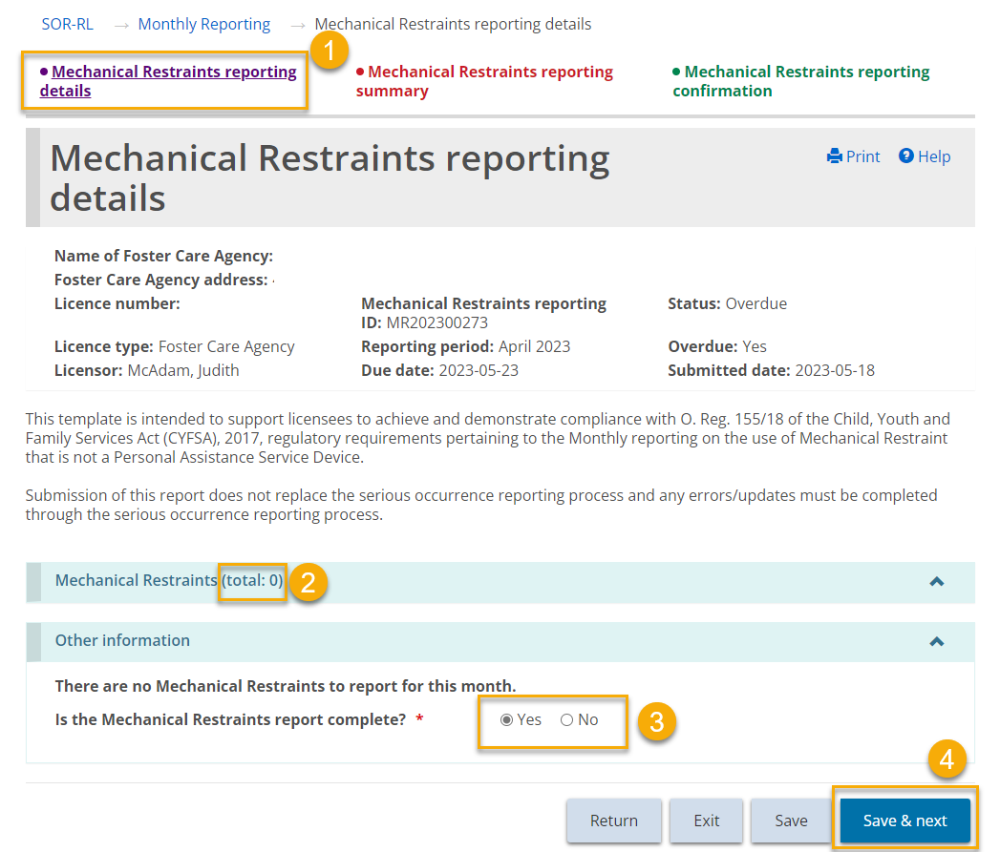 SOR-RL → Monthly Reporting → Mechanical Restraints reporting details
1
• Mechanical Restraints reporting
details
• Mechanical Restraints reporting
summary
• Mechanical Restraints reporting
confirmation
Mechanical Restraints reporting
details
Print
? Help
Name of Foster Care Agency:
Foster Care Agency address:
Licence number:
Mechanical Restraints reporting
ID: MR202300273
Status: Overdue
Licence type: Foster Care Agency
Reporting period: April 2023
Overdue: Yes
Licensor: McAdam, Judith
Due date: 2023-05-23
Submitted date: 2023-05-18
This template is intended to support licensees to achieve and demonstrate compliance with O. Reg. 155/18 of the Child, Youth and
Family Services Act (CYFSA), 2017, regulatory requirements pertaining to the Monthly reporting on the use of Mechanical Restraint
that is not a Personal Assistance Service Device.
Submission of this report does not replace the serious occurrence reporting process and any errors/updates must be completed
through the serious occurrence reporting process.
Mechanical Restraints (total: 0)
2
Other information
There are no Mechanical Restraints to report for this month.
Is the Mechanical Restraints report complete? *
Yes
No
3
4
Return
Exit
Save
Save & next